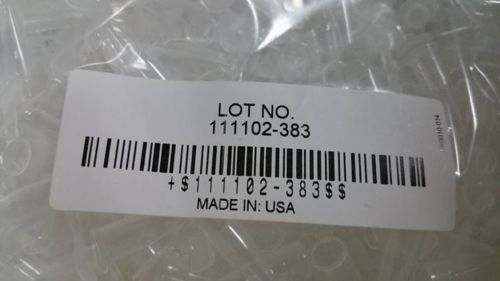 LOT NO.
111102-383
+$111102-383$$
MADE IN: USA